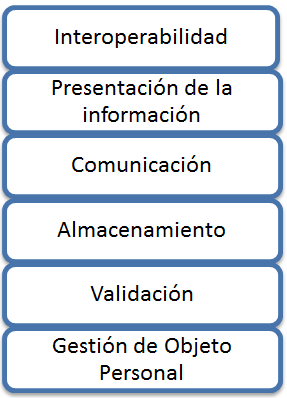 Interoperabilidad
Presentación de la
información
Comunicación
Almacenamiento
Validación
Gestión de Objeto
Personal